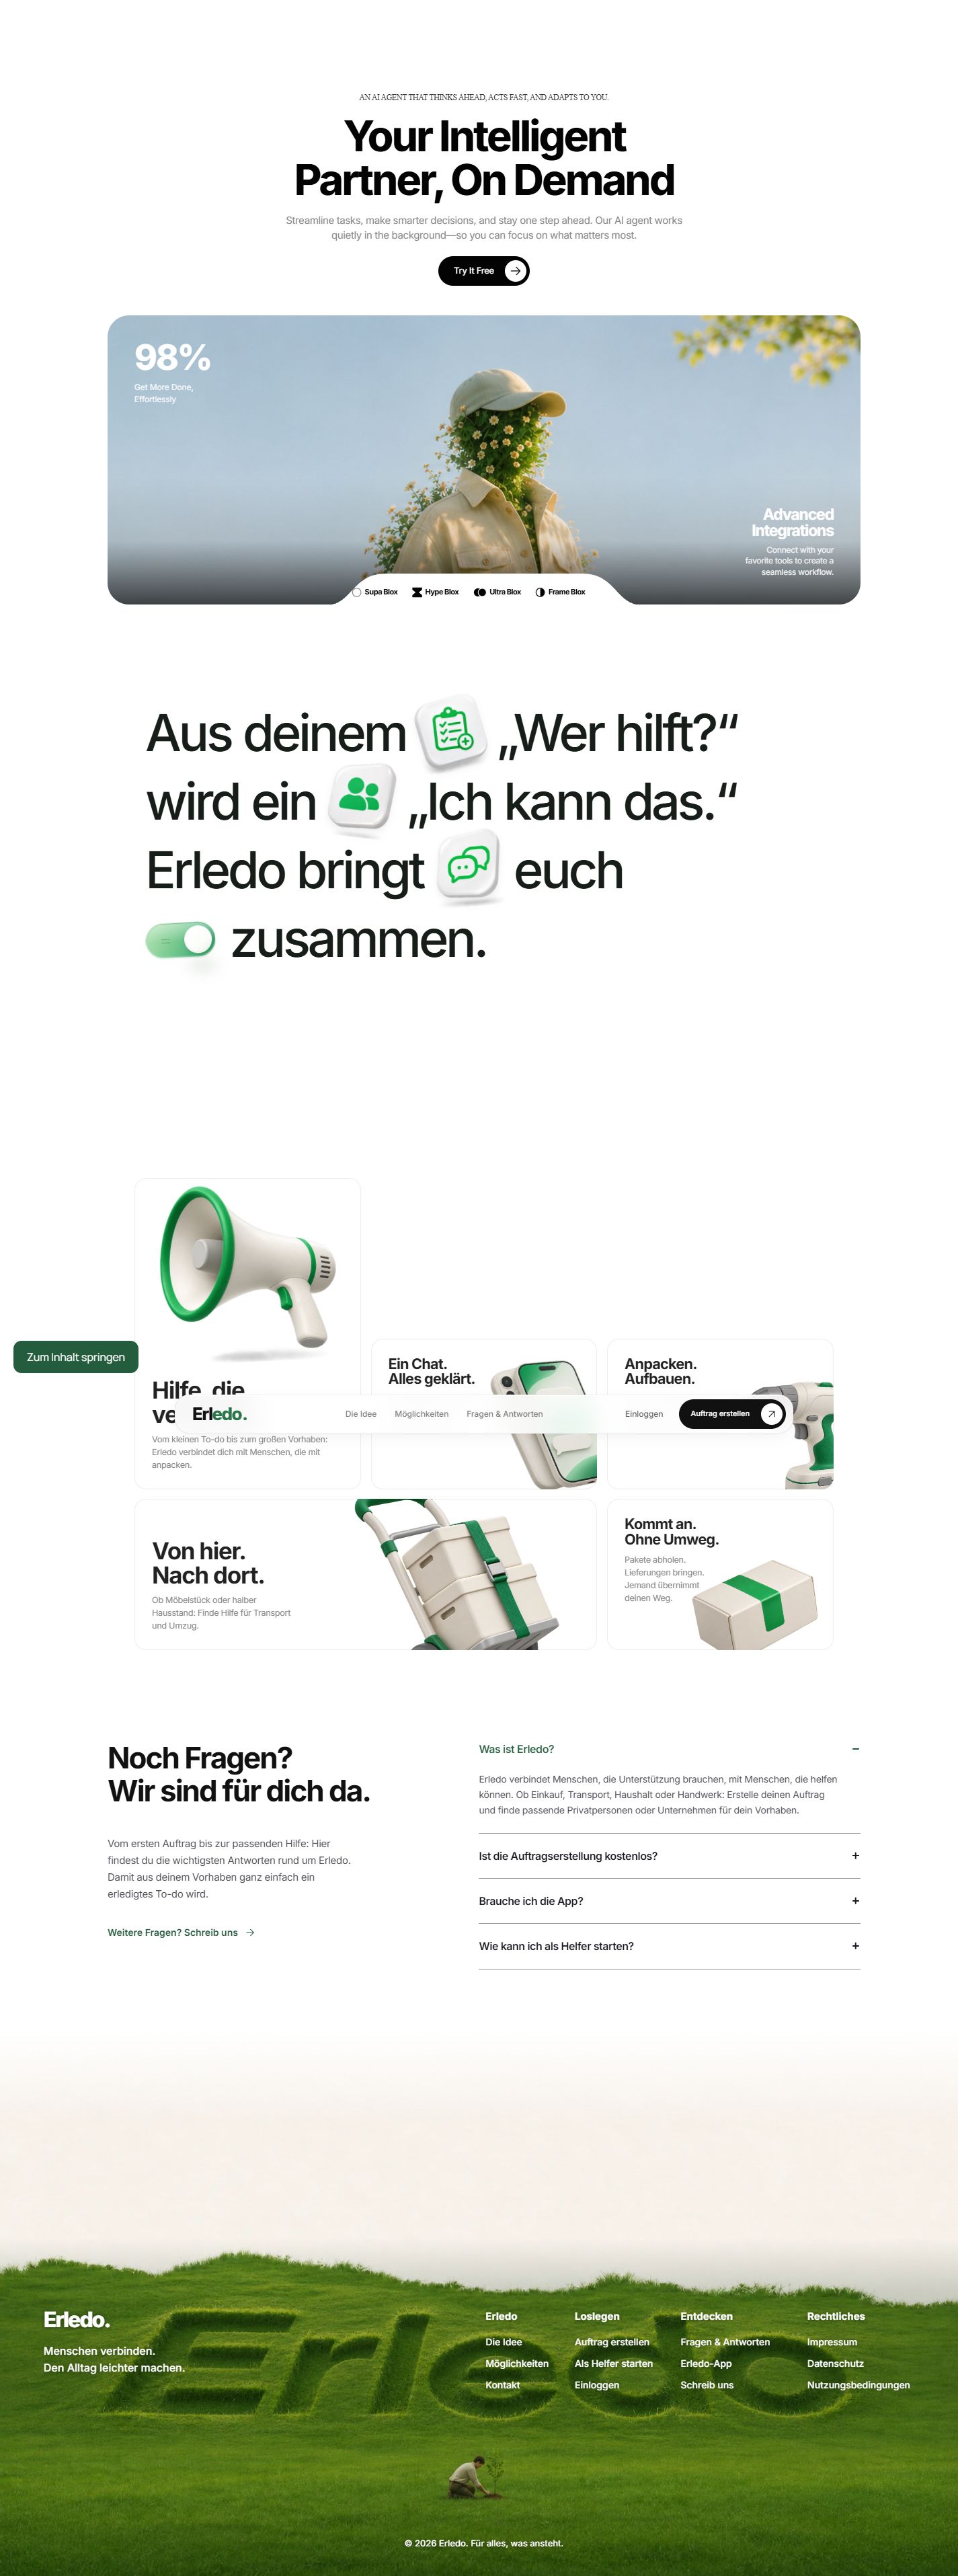 AN AI AGENT THAT THINKS AHEAD, ACTS FAST, AND ADAPTS TO YOU.
Your Intelligent
Partner, On Demand
Streamline tasks, make smarter decisions, and stay one step ahead. Our AI agent works
quietly in the background—so you can focus on what matters most.
Try It Free
98%
Get More Done,
Effortlessly
Advanced
Integrations
Connect with your
favorite tools to create a
seamless workflow.
Supa Blox
Hype Blox
Ultra Blox
Frame Blox
Aus deinem „Wer hilft?“
wird ein „Ich kann das.“
Erledo bringt euch
zusammen.
Zum Inhalt springen
Hilfe, die
Vom kleinen To-do bis zum großen Vorhaben:
Erledo verbindet dich mit Menschen, die mit
anpacken.
Ein Chat.
Alles geklärt.
Anpacken.
Aufbauen.
Erledo.
Die Idee
Möglichkeiten
Fragen & Antworten
Einloggen
Auftrag erstellen
Von hier.
Nach dort.
Ob Möbelstück oder halber
Hausstand: Finde Hilfe für Transport
und Umzug.
Kommt an.
Ohne Umweg.
Pakete abholen.
Lieferungen bringen.
Jemand übernimmt
deinen Weg.
Noch Fragen?
Wir sind für dich da.
Vom ersten Auftrag bis zur passenden Hilfe: Hier
findest du die wichtigsten Antworten rund um Erledo.
Damit aus deinem Vorhaben ganz einfach ein
erledigtes To-do wird.
Weitere Fragen? Schreib uns
Was ist Erledo?
Erledo verbindet Menschen, die Unterstützung brauchen, mit Menschen, die helfen
können. Ob Einkauf, Transport, Haushalt oder Handwerk: Erstelle deinen Auftrag
und finde passende Privatpersonen oder Unternehmen für dein Vorhaben.
Ist die Auftragserstellung kostenlos?
Brauche ich die App?
Wie kann ich als Helfer starten?
Erledo.
Menschen verbinden.
Den Alltag leichter machen.
Erledo
Die Idee
Möglichkeiten
Kontakt
Loslegen
Auftrag erstellen
Als Helfer starten
Einloggen
Entdecken
Fragen & Antworten
Erledo-App
Schreib uns
Rechtliches
Impressum
Datenschutz
Nutzungsbedingungen
Erledo
© 2026 Erledo. Für alles, was ansteht.